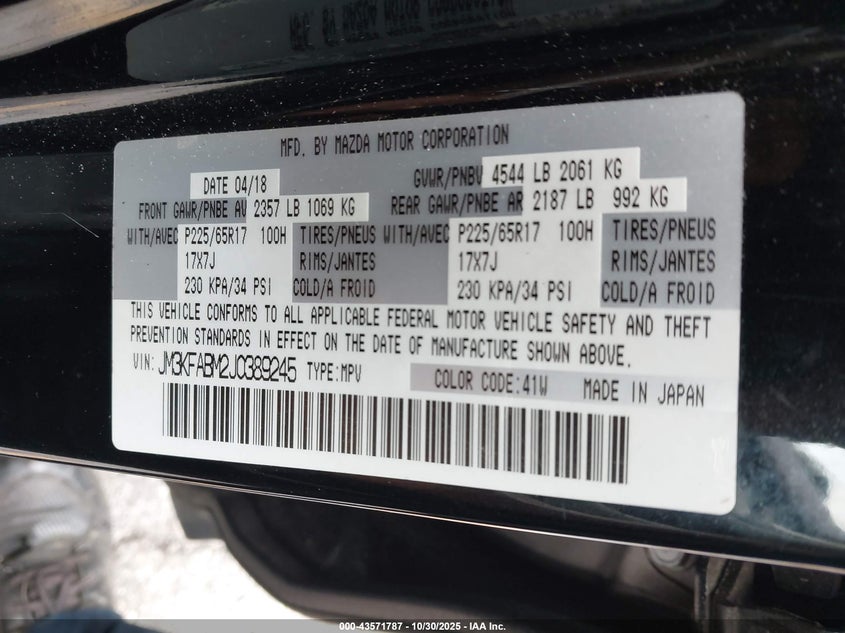 MFD. BY MAZDA MOTOR CORPORATION
DATE 04/18 GVWR/PNBV 4544 LB 2061 KG
FRONT GAWR/PNBE AV 2357 LB 1069 KG REAR GAWR/PNBE AR 2187 LB 992 KG
WITH/AVEC P225/65R17 100H TIRES/PNEUS WITH/AVEC P225/65R17 100H TIRES/PNEUS
17X7J RIMS/JANTES 17X7J RIMS/JANTES
230 KPA/34 PSI COLD/A FROID 230 KPA/34 PSI COLD/A FROID
THIS VEHICLE CONFORMS TO ALL APPLICABLE FEDERAL MOTOR VEHICLE SAFETY AND THEFT
PREVENTION STANDARDS IN EFFECT ON THE DATE OF MANUFACTURE SHOWN ABOVE.
VIN: JM3KFABM2J0389245 TYPE:MPV COLOR CODE:41W MADE IN JAPAN
000-43571787 - 10/30/2025 - IAA Inc.